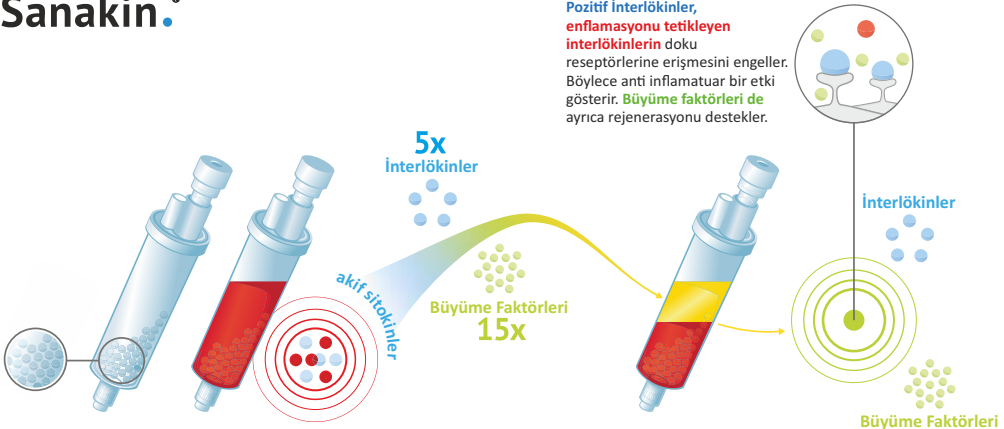 Sanakin.
Pozitif İnterlökinler,
enflamasyonu tetikleyen
interlökinlerin doku
reseptörlerine erişmesini engeller.
Böylece anti inflamatuar bir etki
gösterir. Büyüme faktörleri de
ayrıca rejenerasyonu destekler.
5x
İnterlökinler
akif sitokinler
Büyüme Faktörleri
15x
İnterlökinler
Büyüme Faktörleri